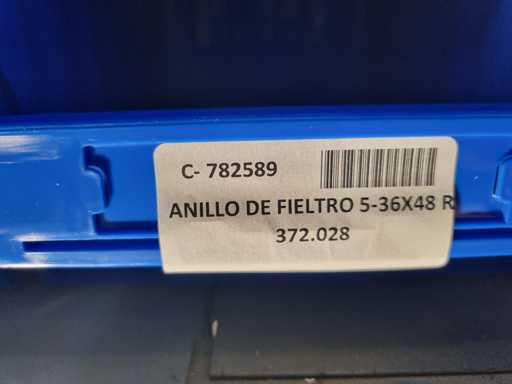 C- 782589
ANILLO DE FIELTRO 5-36X48 R
372.028